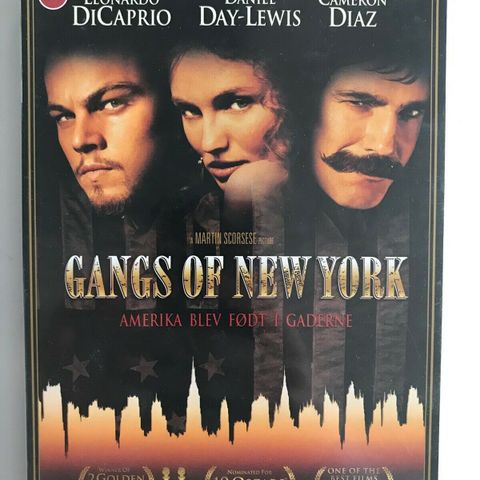 LEONARDO DANIEL CAMERON
DiCAPRIO DAY-LEWIS DIAZ
A MARTIN SCORSESE PICTURE
GANGS OF NEW YORK
AMERIKA BLEV FØDT I GADERNE
WINNER OF NOMINATED FOR ONE OF THE
2 GOLDEN 10 OSCARS BEST FILMS